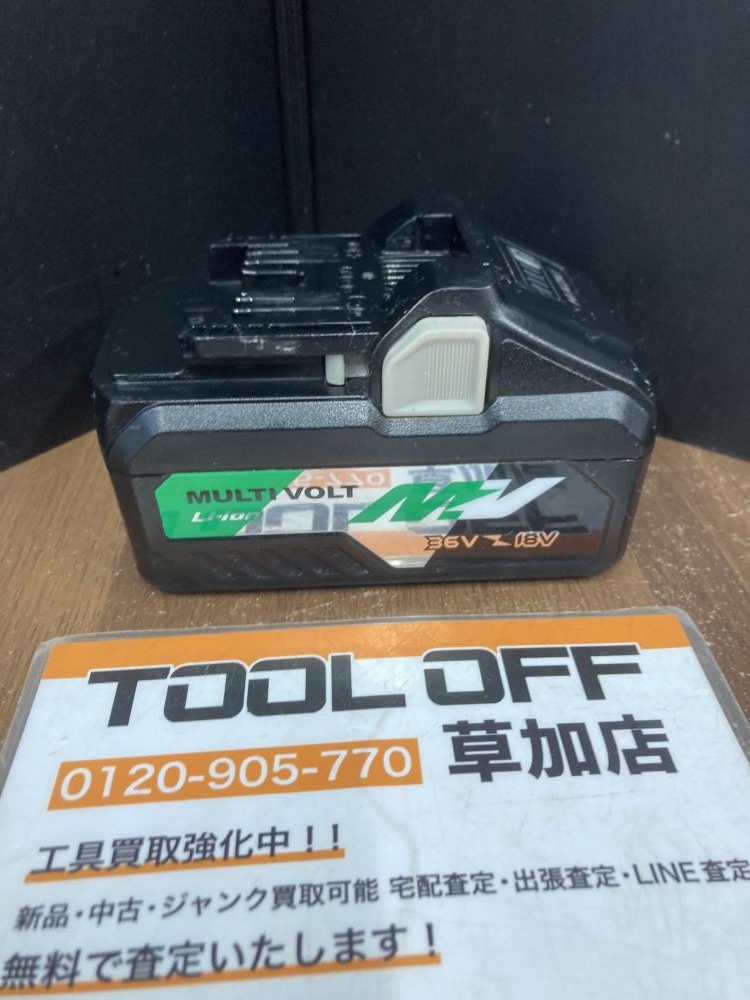 MULTI VOLT
Li-ion
MV
36V 18V
TOOL OFF
0120-905-770 草加店
工具買取強化中!!
新品・中古・ジャンク買取可能 宅配査定・出張査定・LINE査定
無料で査定いたします!